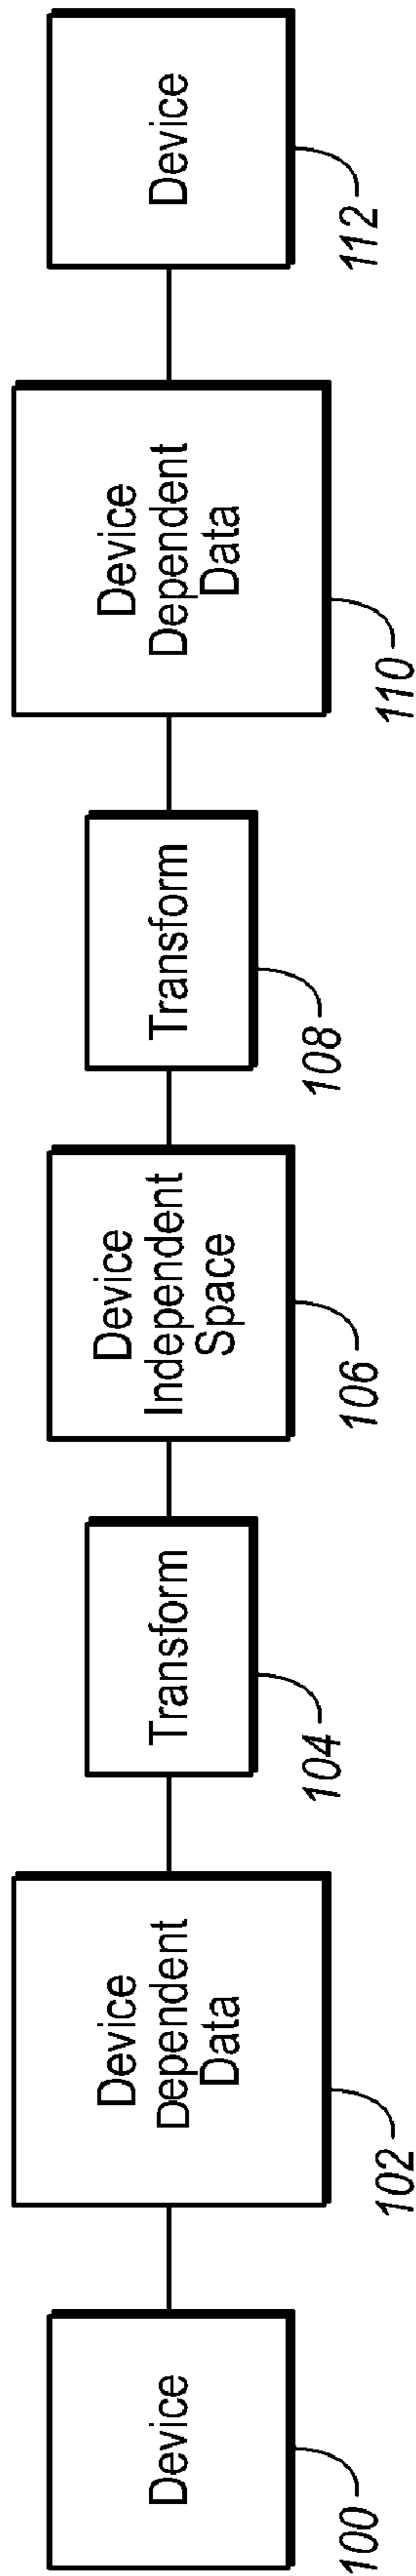 Device
100
Device
Dependent
Data
102
Transform
104
Device
Independent
Space
106
Transform
108
Device
Dependent
Data
110
Device
112